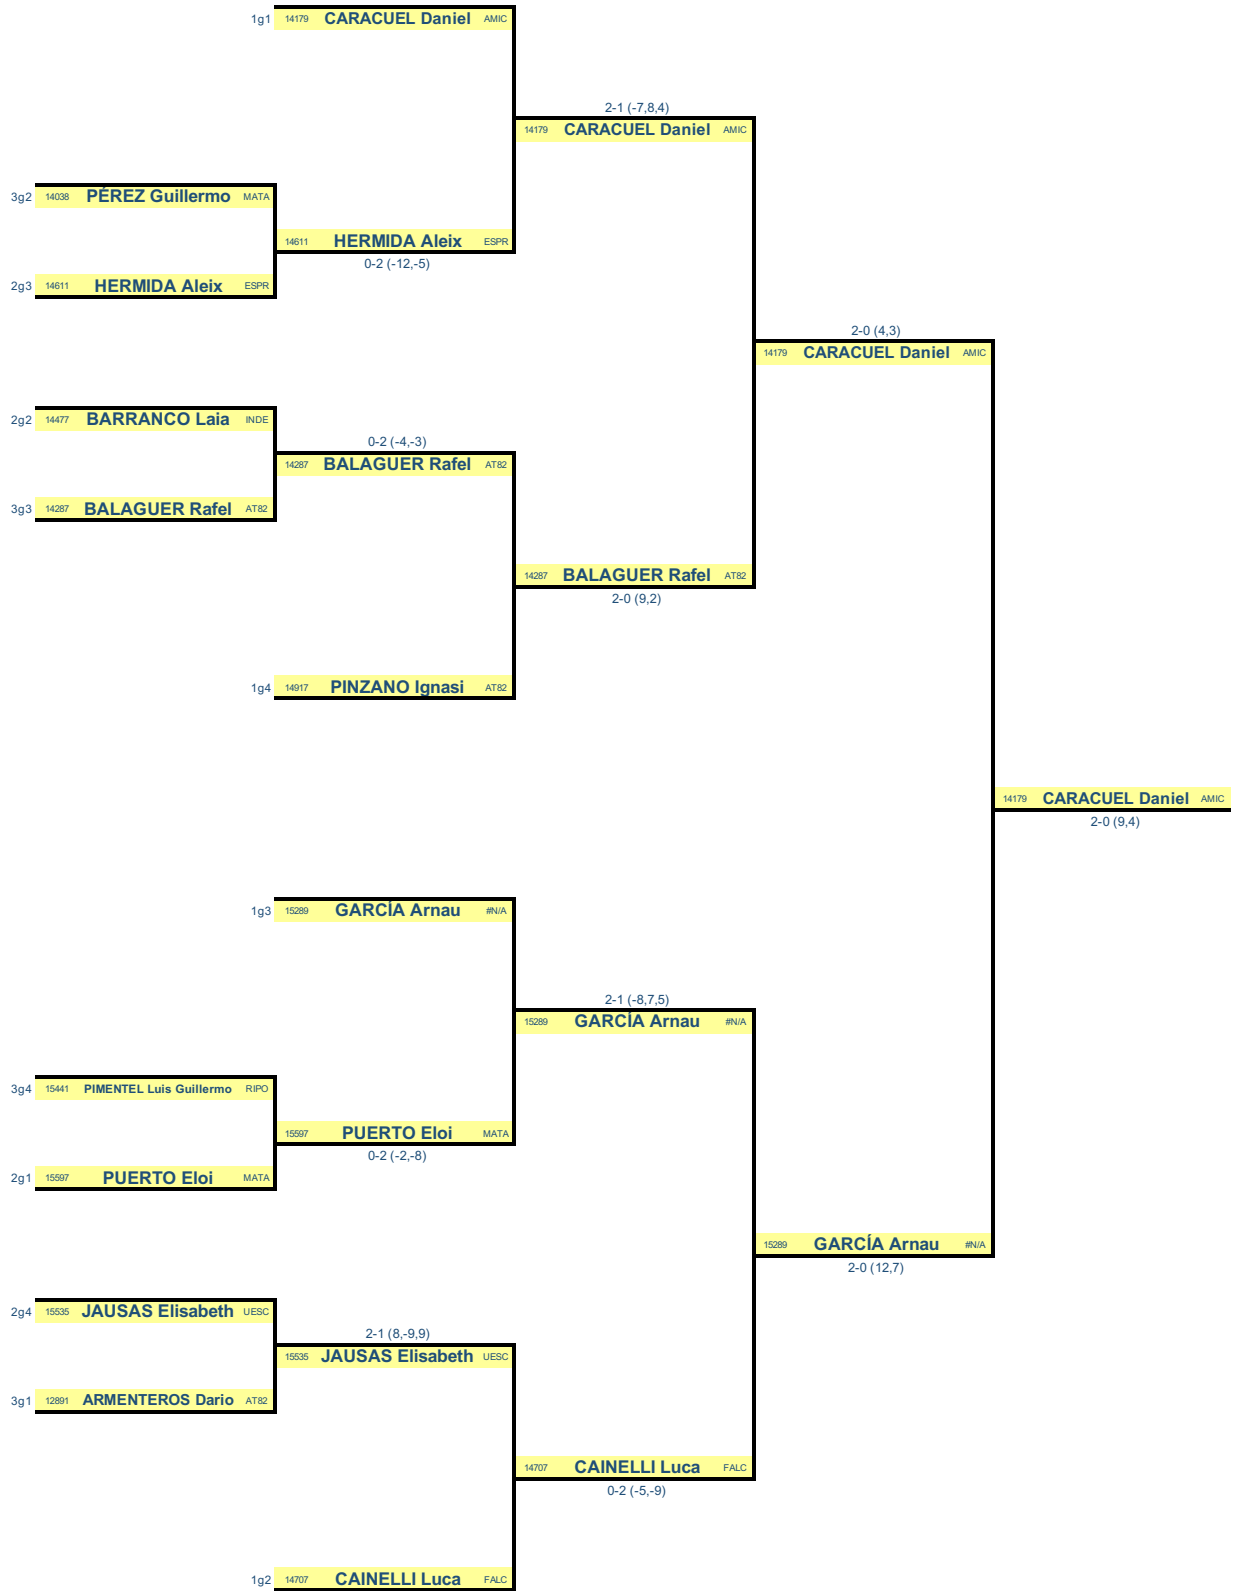 1g1 14179 CARACUEL Daniel AMIC
2-1 (-7,8,4)
14179 CARACUEL Daniel AMIC
3g2 14038 PÉREZ Guillermo MATA
14611 HERMIDA Aleix ESPR
0-2 (-12,-5)
2g3 14611 HERMIDA Aleix ESPR
2-0 (4,3)
14179 CARACUEL Daniel AMIC
2g2 14477 BARRANCO Laia INDE
0-2 (-4,-3)
14287 BALAGUER Rafel AT82
3g3 14287 BALAGUER Rafel AT82
14287 BALAGUER Rafel AT82
2-0 (9,2)
1g4 14917 PINZANO Ignasi AT82
14179 CARACUEL Daniel AMIC
2-0 (9,4)
1g3 15289 GARCÍA Arnau #N/A
2-1 (-8,7,5)
15289 GARCÍA Arnau #N/A
3g4 15441 PIMENTEL Luis Guillermo RIPO
15597 PUERTO Eloi MATA
0-2 (-2,-8)
2g1 15597 PUERTO Eloi MATA
15289 GARCÍA Arnau #N/A
2-0 (12,7)
2g4 15535 JAUSAS Elisabeth UESC
2-1 (8,-9,9)
15535 JAUSAS Elisabeth UESC
3g1 12891 ARMENTEROS Dario AT82
14707 CAINELLI Luca FALC
0-2 (-5,-9)
1g2 14707 CAINELLI Luca FALC